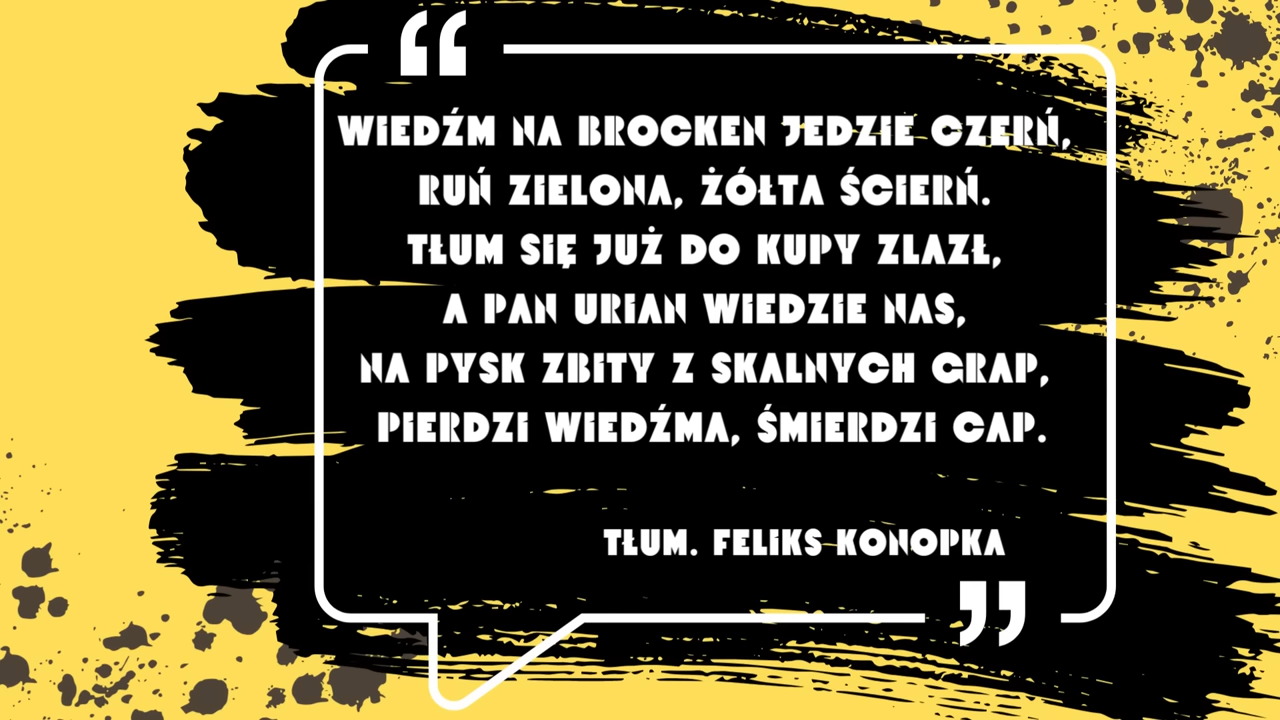 “
WIEDŹM NA BROCKEN JEDZIE CZERŃ,
RUŃ ZIELONA, ŻÓŁTA ŚCIERŃ.
TŁUM SIĘ JUŻ DO KUPY ZLAZŁ,
A PAN URIAN WIEDZIE NAS,
NA PYSK ZBITY Z SKALNYCH GRAP,
PIERDZI WIEDŹMA, ŚMIERDZI CAP.
TŁUM. FELIKS KONOPKA
”